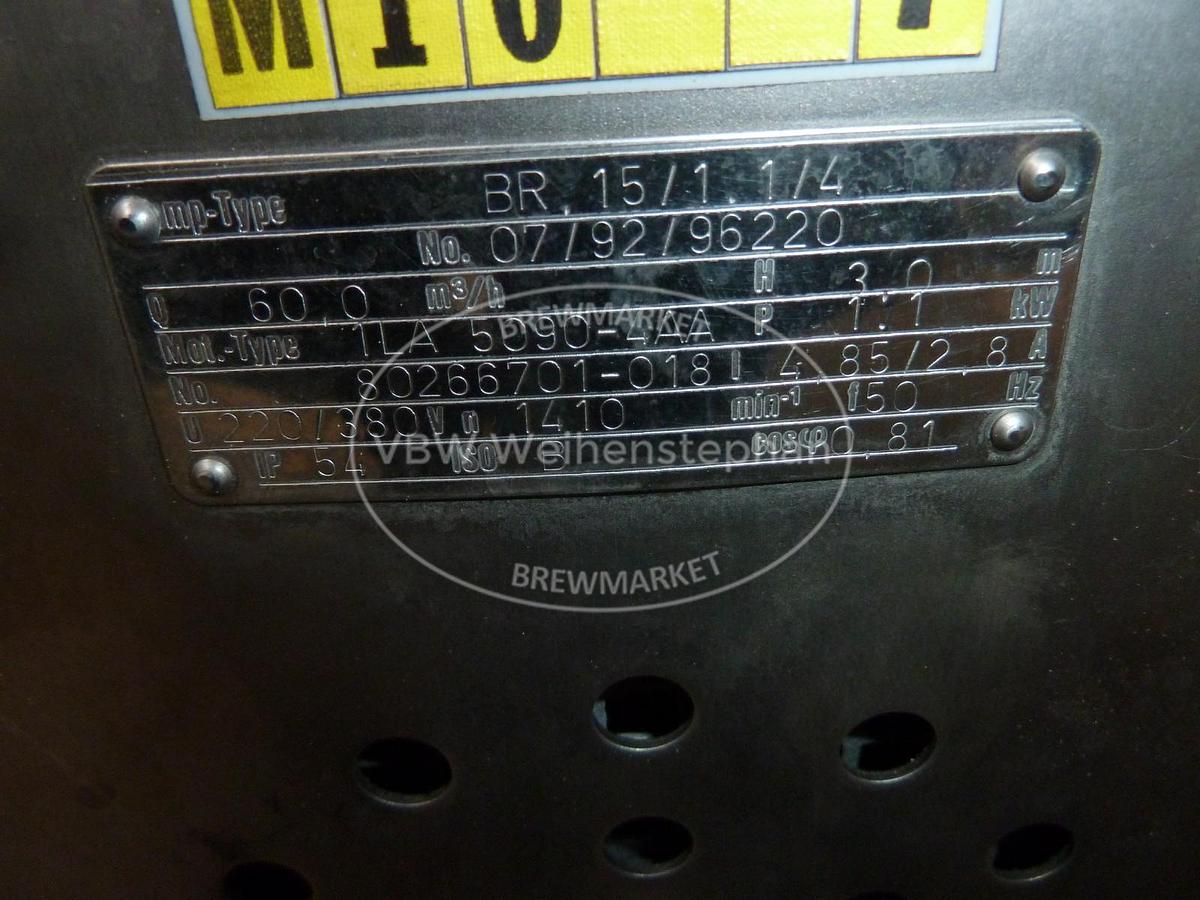 M10
mp-Type BR. 15/1. 1/4
No. 07/92/96220
Q 60,0 m³/h H 3,0 m
Mot.-Type 1LA 5090-4AA P 1.1 kW
No. 80266701-018 I 4,85/2,8 A
U 220/380 V n 1410 min-¹ f 50 Hz
IP 54 ISO B cosφ 0,81
BREWMARKET
VBW-Weihenstephan
BREWMARKET